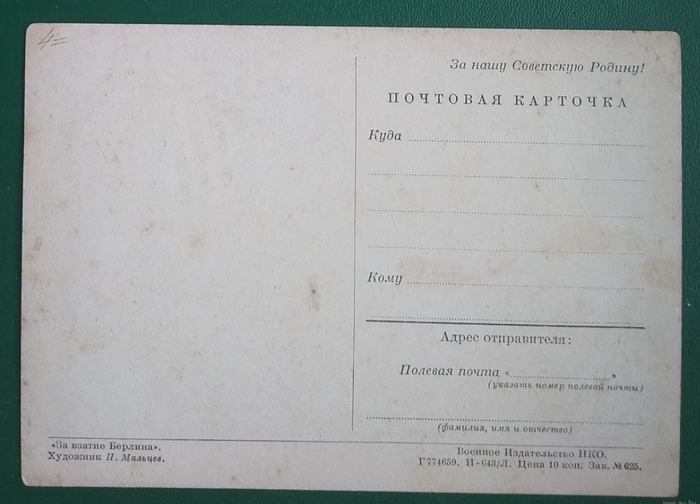 4=
За нашу Советскую Родину!
ПОЧТОВАЯ КАРТОЧКА
Куда
Кому
Адрес отправителя:
Полевая почта « »
(указать номер полевой почты)
(фамилия, имя и отчество)
«За взятие Берлина».
Художник П. Мальцев.
Военное Издательство НКО.
Г774659. И-643/Л. Цена 10 коп. Зак. № 625.